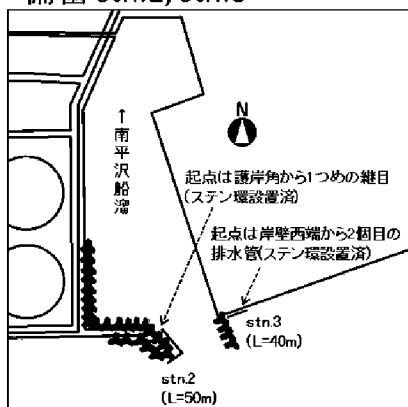 ↑南平沢船溜
N
起点は護岸角から1つめの継目
(ステン環設置済)
起点は岸壁西端から2個目の
排水管(ステン環設置済)
stn.3
(L=40m)
stn.2
(L=50m)